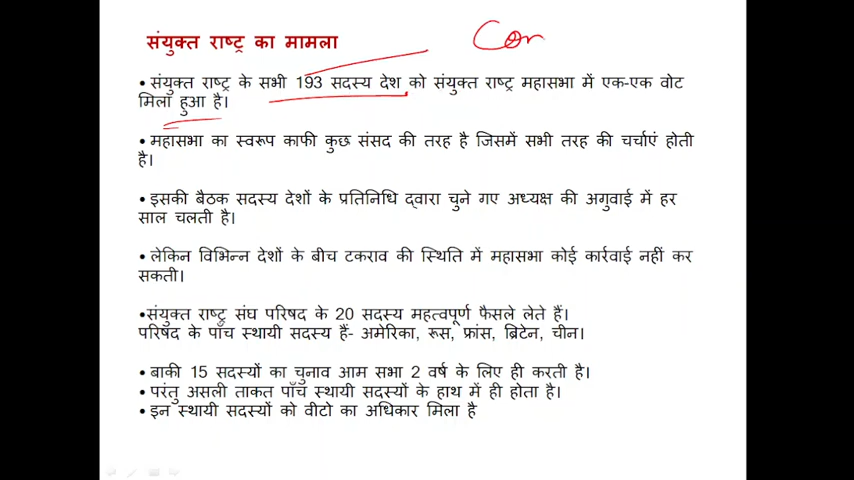 संयुक्त राष्ट्र का मामला
Con
• संयुक्त राष्ट्र के सभी 193 सदस्य देश को संयुक्त राष्ट्र महासभा में एक-एक वोट
मिला हुआ है।
• महासभा का स्वरूप काफी कुछ संसद की तरह है जिसमें सभी तरह की चर्चाएं होती
है।
• इसकी बैठक सदस्य देशों के प्रतिनिधि द्वारा चुने गए अध्यक्ष की अगुवाई में हर
साल चलती है।
• लेकिन विभिन्न देशों के बीच टकराव की स्थिति में महासभा कोई कार्रवाई नहीं कर
सकती।
•संयुक्त राष्ट्र संघ परिषद के 20 सदस्य महत्वपूर्ण फैसले लेते हैं।
परिषद के पाँच स्थायी सदस्य हैं- अमेरिका, रूस, फ्रांस, ब्रिटेन, चीन।
• बाकी 15 सदस्यों का चुनाव आम सभा 2 वर्ष के लिए ही करती है।
• परंतु असली ताकत पाँच स्थायी सदस्यों के हाथ में ही होता है।
• इन स्थायी सदस्यों को वीटो का अधिकार मिला है